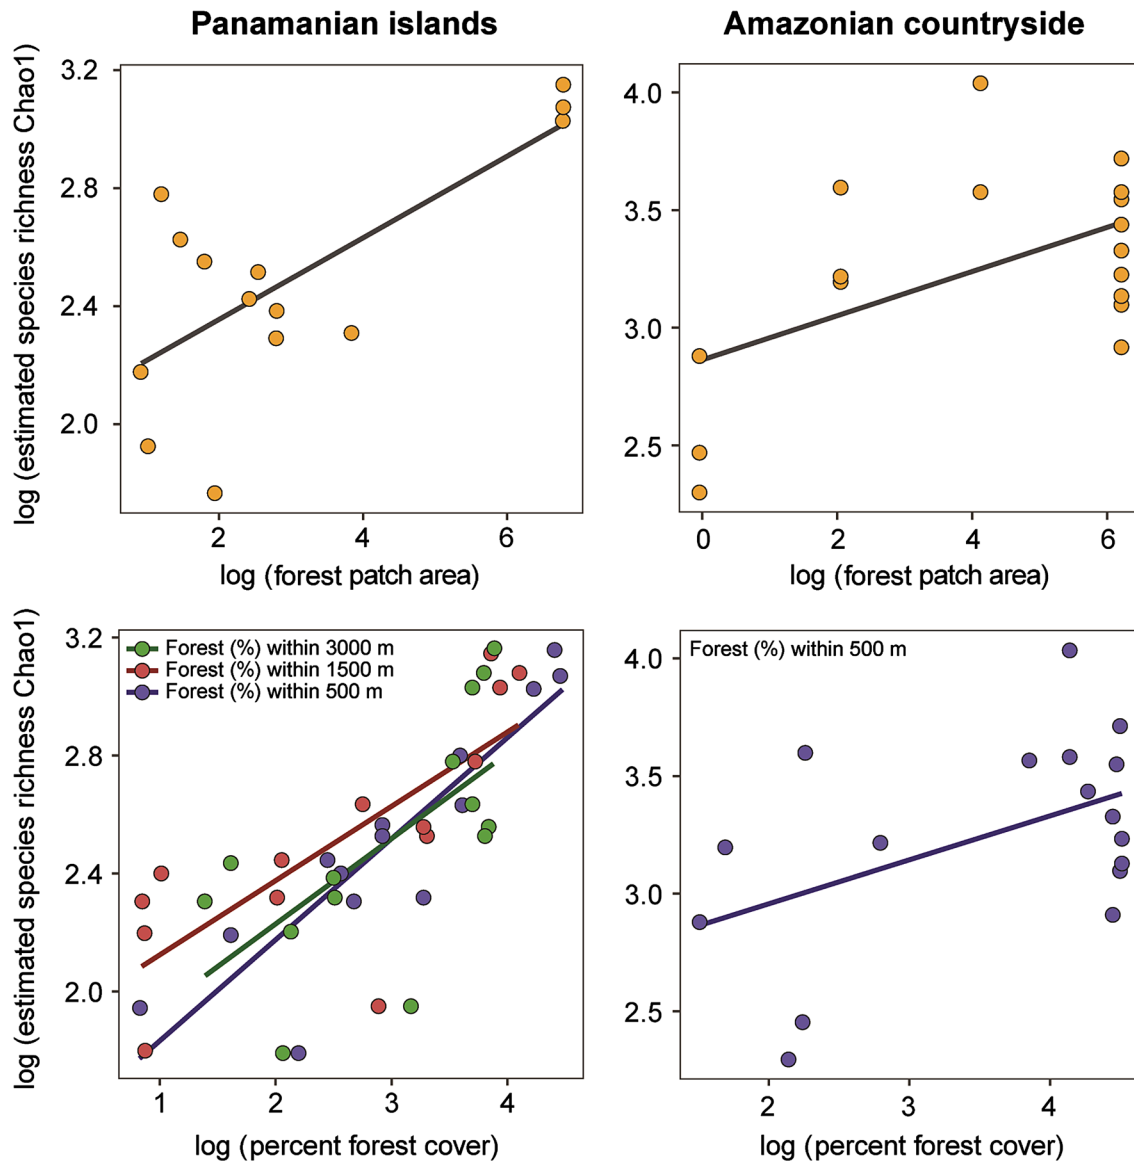 Panamanian islands
Amazonian countryside
log (estimated species richness Chao1)
3.2
2.8
2.4
2.0
2
4
6
log (forest patch area)
4.0
3.5
3.0
2.5
0
2
4
6
log (forest patch area)
log (estimated species richness Chao1)
3.2
2.8
2.4
2.0
Forest (%) within 3000 m
Forest (%) within 1500 m
Forest (%) within 500 m
1
2
3
4
log (percent forest cover)
Forest (%) within 500 m
4.0
3.5
3.0
2.5
2
3
4
log (percent forest cover)